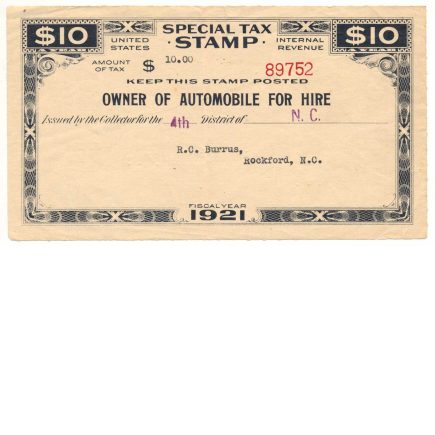 $10 SPECIAL TAX $10
A YEAR UNITED STATES STAMP INTERNAL REVENUE A YEAR
AMOUNT OF TAX $ 10.00 89752
KEEP THIS STAMP POSTED
OWNER OF AUTOMOBILE FOR HIRE
Issued by the Collector for the 4th District of N. C.
R.C. Burrus,
Rockford, N.C.
FISCAL YEAR
1921